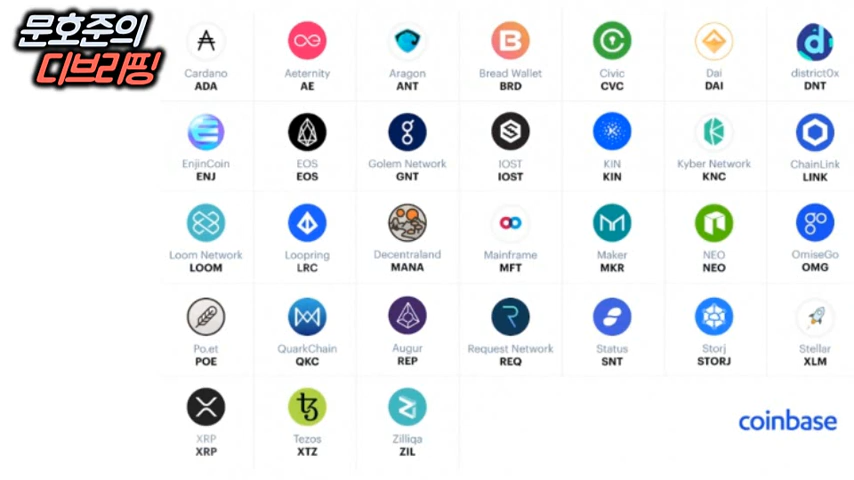 문호준의
디브리핑
Cardano
ADA
Aeternity
AE
Aragon
ANT
Bread Wallet
BRD
Civic
CVC
Dai
DAI
district0x
DNT
EnjinCoin
ENJ
EOS
EOS
Golem Network
GNT
IOST
IOST
KIN
KIN
Kyber Network
KNC
ChainLink
LINK
Loom Network
LOOM
Loopring
LRC
Decentraland
MANA
Mainframe
MFT
Maker
MKR
NEO
NEO
OmiseGo
OMG
Po.et
POE
QuarkChain
QKC
Augur
REP
Request Network
REQ
Status
SNT
Storj
STORJ
Stellar
XLM
XRP
XRP
Tezos
XTZ
Zilliqa
ZIL
coinbase